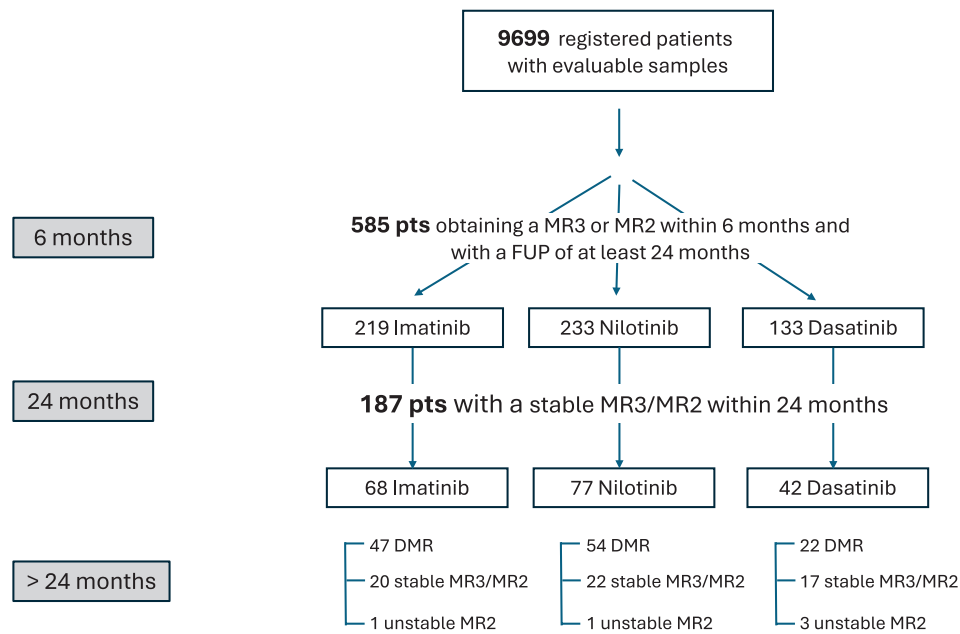 9699 registered patients
with evaluable samples
6 months
585 pts obtaining a MR3 or MR2 within 6 months and
with a FUP of at least 24 months
219 Imatinib
233 Nilotinib
133 Dasatinib
24 months
187 pts with a stable MR3/MR2 within 24 months
68 Imatinib
77 Nilotinib
42 Dasatinib
> 24 months
47 DMR
20 stable MR3/MR2
1 unstable MR2
54 DMR
22 stable MR3/MR2
1 unstable MR2
22 DMR
17 stable MR3/MR2
3 unstable MR2